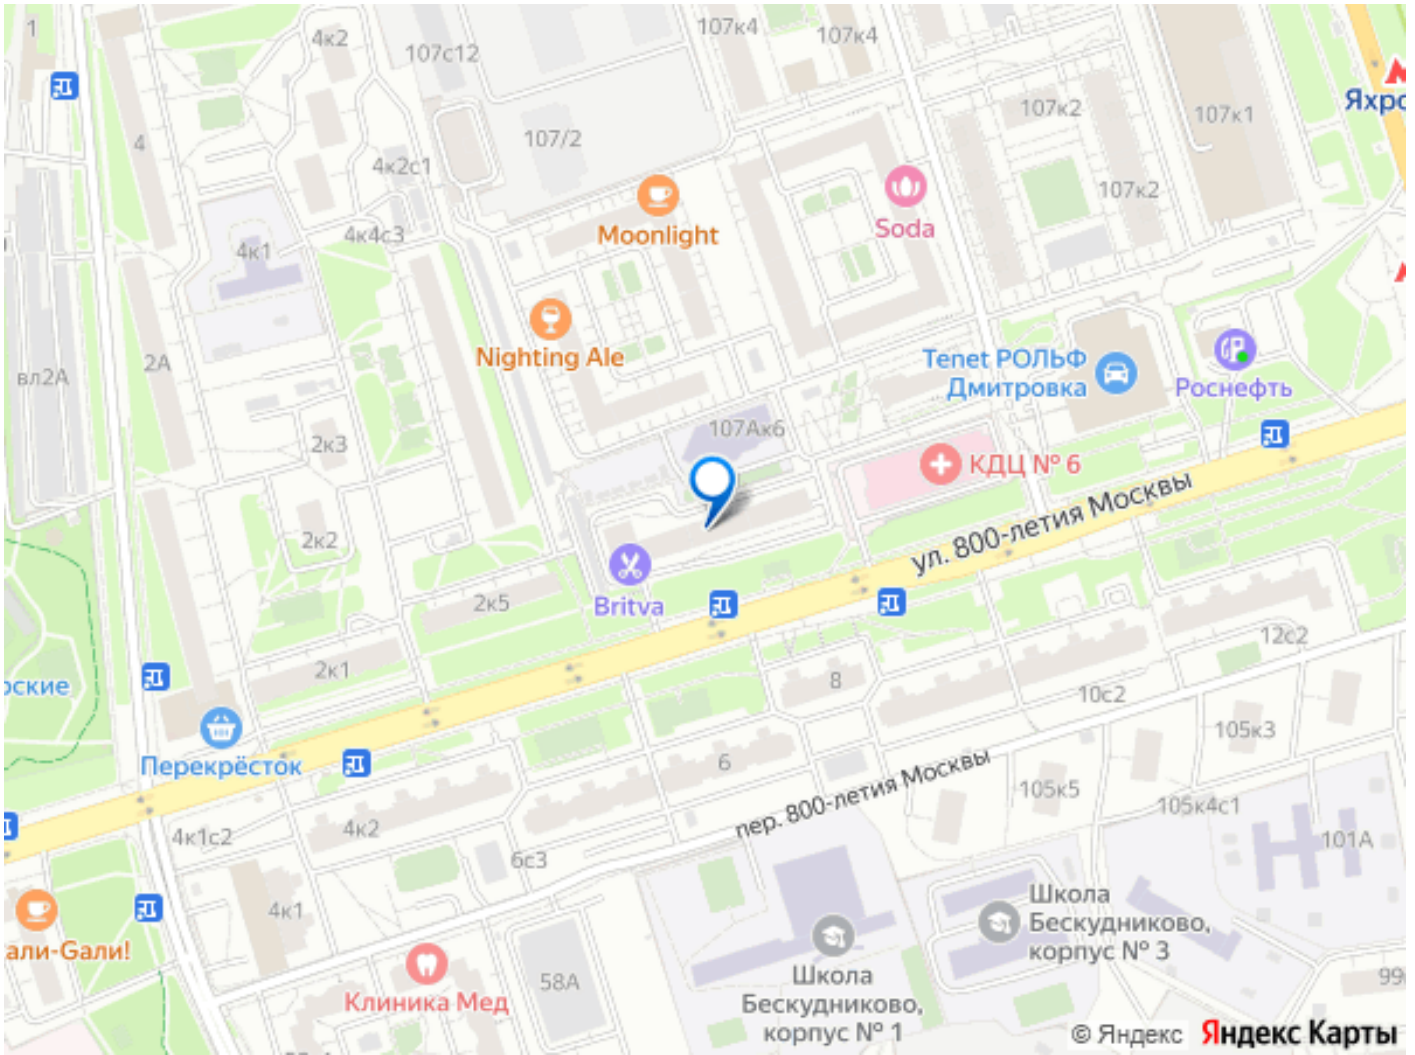 1
4к2
107с12
107к4
107к4
Яхро
107к2
107к1
4
107/2
4к2с1
107к2
Moonlight
Soda
4к4с3
4к1
Nighting Ale
Tenet РОЛЬФ
Дмитровка
Роснефть
2А
вл2А
107Ак6
2к3
КДЦ № 6
ул. 800-летия Москвы
2к2
Britva
2к5
12с2
2к1
рские
8
10с2
105к3
Перекрёсток
6
пер. 800-летия Москвы
105к5
105к4с1
4к1с2
4к2
101А
6с3
Школа
Бескудниково,
корпус № 3
4к1
али-Gали!
Клиника Мед
58А
Школа
Бескудниково,
корпус № 1
99
© Яндекс Яндекс Карты